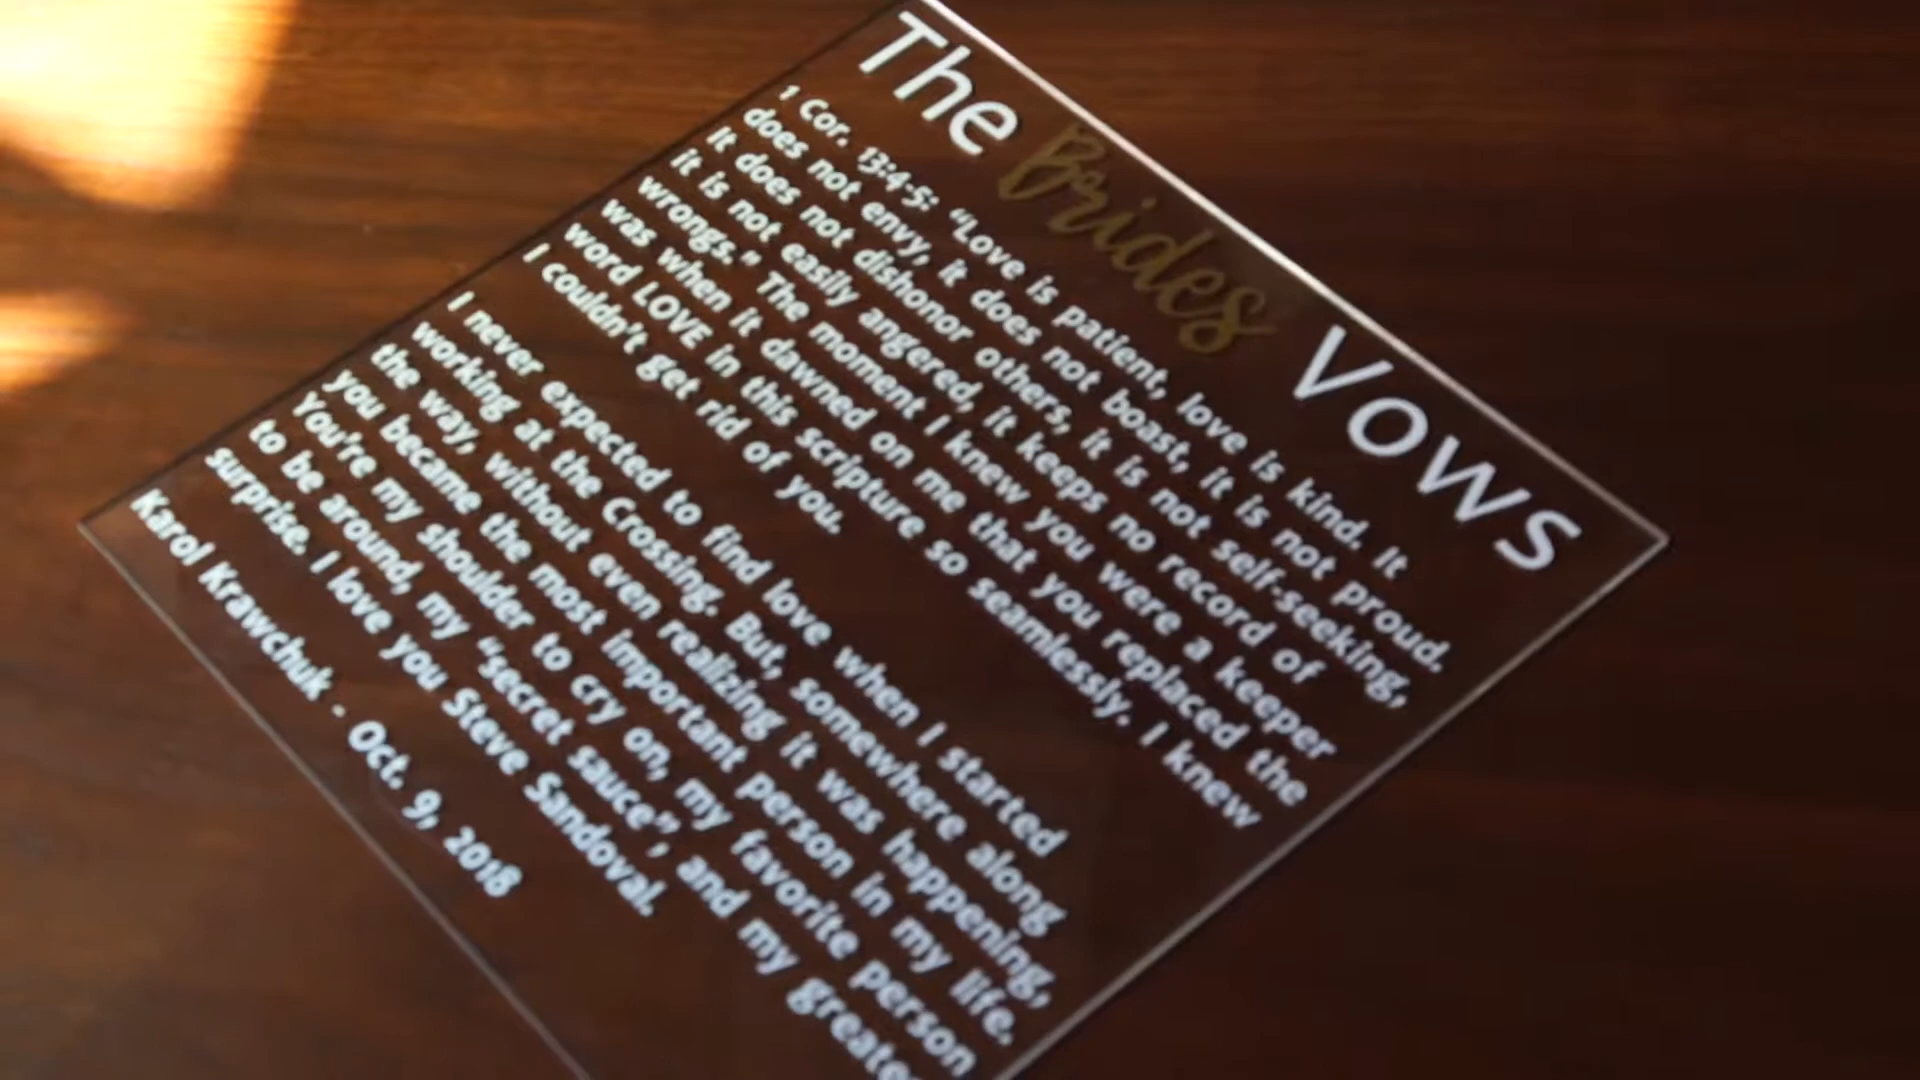 The Brides Vows
1 Cor. 13:4-5: “Love is patient, love is kind. It
does not envy, it does not boast, it is not proud.
It does not dishonor others, it is not self-seeking,
it is not easily angered, it keeps no record of
wrongs.” The moment I knew you were a keeper
was when it dawned on me that you replaced the
word LOVE in this scripture so seamlessly. I knew
I couldn't get rid of you.
I never expected to find love when I started
working at the Crossing. But, somewhere along
the way, without even realizing it was happening,
you became the most important person in my life.
You're my shoulder to cry on, my favorite person
to be around, my “secret sauce”, and my greates
surprise. I love you Steve Sandoval.
Karol Krawchuk - Oct. 9, 2018